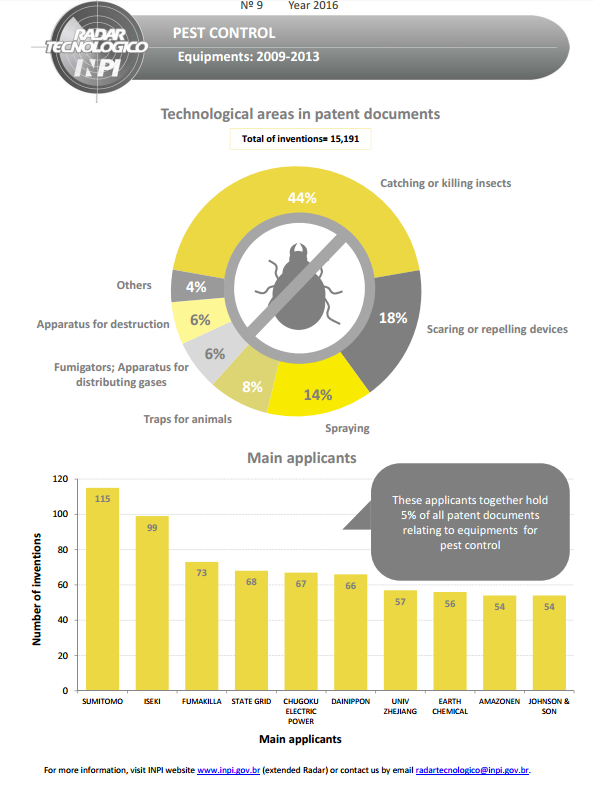 Nº 9 Year 2016
RADAR
TECNOLÓGICO
INPI
PEST CONTROL
Equipments: 2009-2013
Technological areas in patent documents
Total of inventions= 15,191
44%
Catching or killing insects
18%
Scaring or repelling devices
14%
Spraying
8%
Traps for animals
6%
Fumigators; Apparatus for
distributing gases
6%
Apparatus for destruction
4%
Others
Main applicants
These applicants together hold
5% of all patent documents
relating to equipments for
pest control
Number of inventions
120
100
80
60
40
20
0
115
99
73
68
67
66
57
56
54
54
SUMITOMO
ISEKI
FUMAKILLA
STATE GRID
CHUGOKU
ELECTRIC
POWER
DAINIPPON
UNIV
ZHEJIANG
EARTH
CHEMICAL
AMAZONEN
JOHNSON &
SON
Main applicants
For more information, visit INPI website www.inpi.gov.br (extended Radar) or contact us by email radartecnologico@inpi.gov.br.